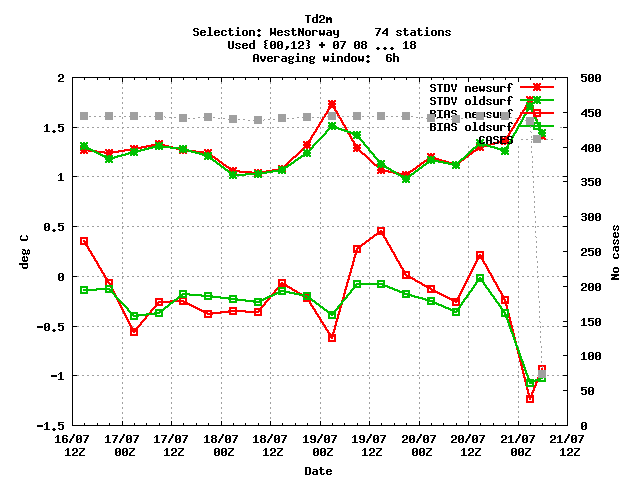 Td2m
Selection: WestNorway 74 stations
Used {00,12} + 07 08 ... 18
Averaging window: 6h
2
1.5
1
0.5
0
-0.5
-1
-1.5
deg C
500
450
400
350
300
250
200
150
100
50
0
No cases
STDV newsurf
STDV oldsurf
BIAS newsurf
BIAS oldsurf
CASES
16/07 17/07 17/07 18/07 18/07 19/07 19/07 20/07 20/07 21/07 21/07
12Z 00Z 12Z 00Z 12Z 00Z 12Z 00Z 12Z 00Z 12Z
Date